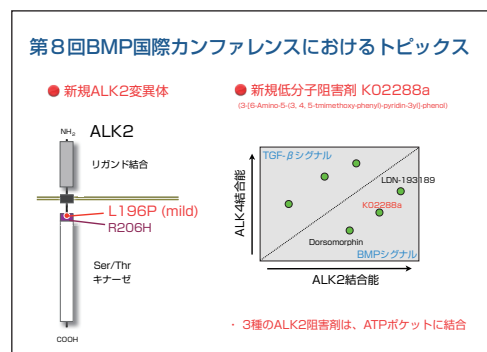 第8回BMP国際カンファレンスにおけるトピックス
● 新規ALK2変異体
● 新規低分子阻害剤 K02288a
(3-[6-Amino-5-(3, 4, 5-tmimethoxy-phenyl)-pyridin-3yl]-phenol)
NH2 ALK2
リガンド結合
L196P (mild)
R206H
Ser/Thr
キナーゼ
COOH
TGF-βシグナル
LDN-193189
K02288a
Dorsomorphin
BMPシグナル
ALK4結合能
ALK2結合能
・ 3種のALK2阻害剤は、ATPポケットに結合